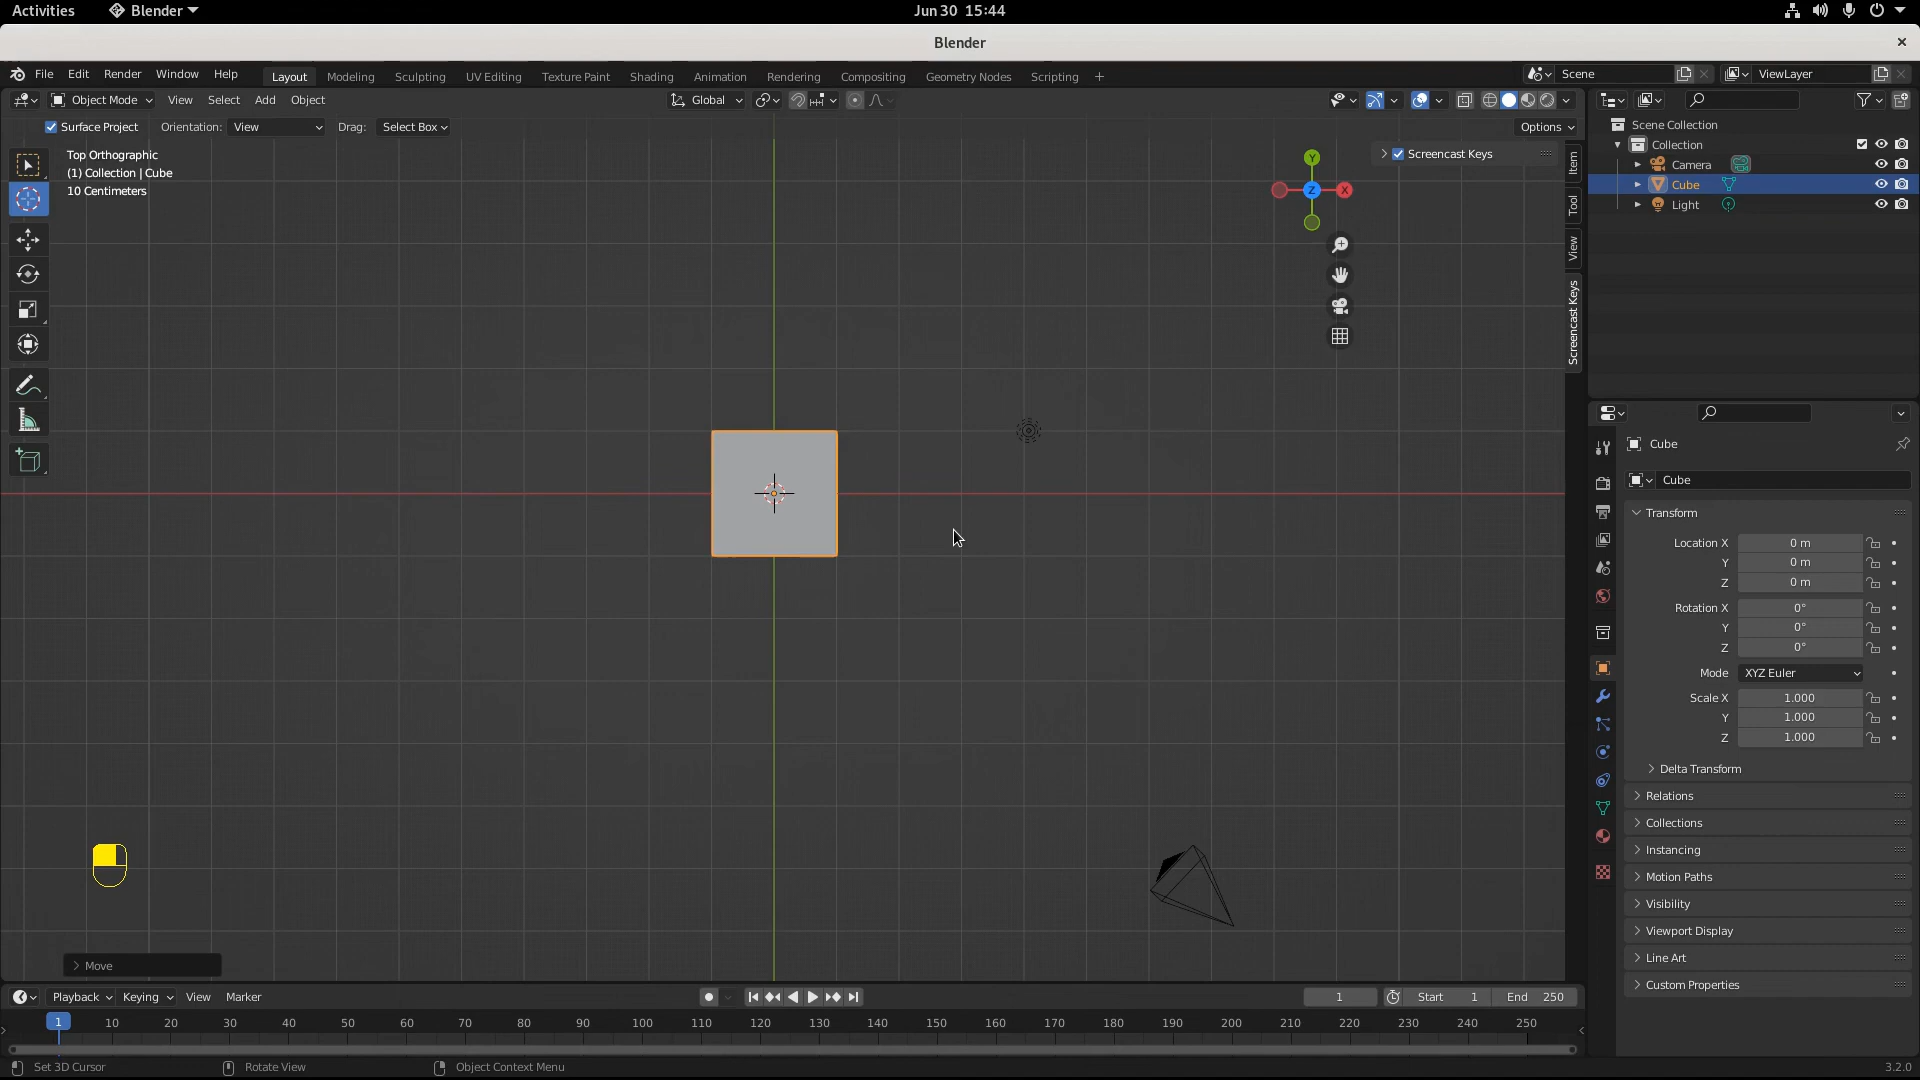 Activities Blender Jun 30 15:44
Blender
File Edit Render Window Help Layout Modeling Sculpting UV Editing Texture Paint Shading Animation Rendering Compositing Geometry Nodes Scripting + Scene ViewLayer
Object Mode View Select Add Object Global
Surface Project Orientation: View Drag: Select Box Options
Top Orthographic
(1) Collection | Cube
10 Centimeters
Y
Z
X
Screencast Keys
Item
Tool
View
Screencast Keys
Scene Collection
Collection
Camera
Cube
Light
Cube
Cube
Transform
Location X 0 m
Y 0 m
Z 0 m
Rotation X 0°
Y 0°
Z 0°
Mode XYZ Euler
Scale X 1.000
Y 1.000
Z 1.000
Delta Transform
Relations
Collections
Instancing
Motion Paths
Visibility
Viewport Display
Line Art
Custom Properties
Move
Playback Keying View Marker 1 Start 1 End 250
1 10 20 30 40 50 60 70 80 90 100 110 120 130 140 150 160 170 180 190 200 210 220 230 240 250
Set 3D Cursor Rotate View Object Context Menu 3.2.0